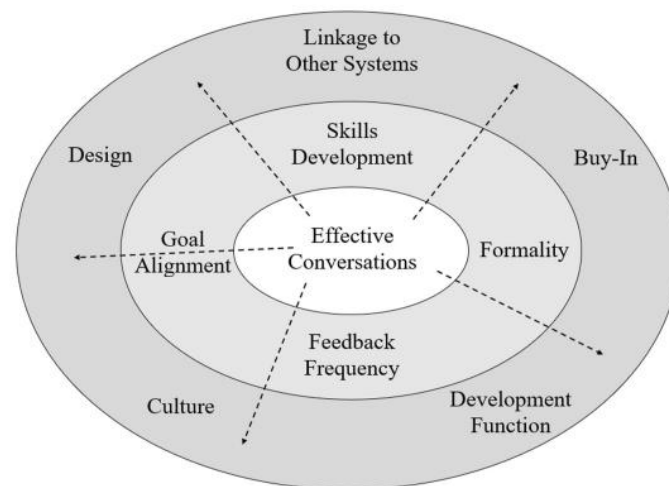 Linkage to
Other Systems
Design
Buy-In
Skills
Development
Goal
Alignment
Effective
Conversations
Formality
Feedback
Frequency
Culture
Development
Function